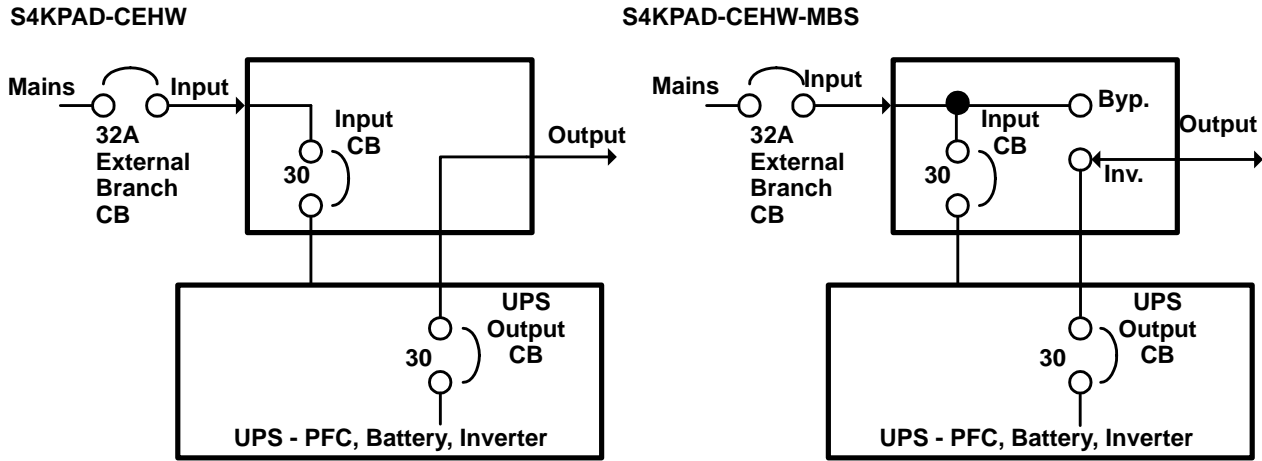 S4KPAD-CEHW
Mains
Input
32A
External
Branch
CB
Input
CB
30
Output
UPS
Output
CB
30
UPS - PFC, Battery, Inverter
S4KPAD-CEHW-MBS
Mains
Input
32A
External
Branch
CB
Input
CB
30
Byp.
Inv.
Output
UPS
Output
CB
30
UPS - PFC, Battery, Inverter